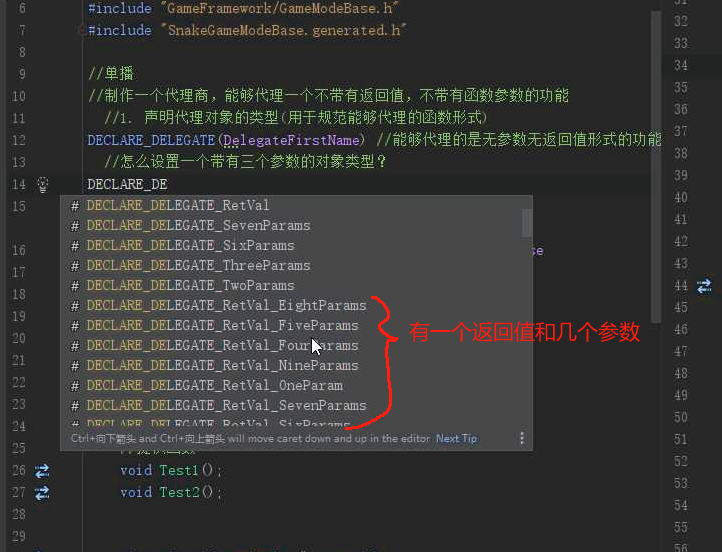 6 #include "GameFramework/GameModeBase.h"
7 #include "SnakeGameModeBase.generated.h"
8
9 //单播
10 //制作一个代理商，能够代理一个不带有返回值，不带有函数参数的功能
11 //1. 声明代理对象的类型(用于规范能够代理的函数形式)
12 DECLARE_DELEGATE(DelegateFirstName) //能够代理的是无参数无返回值形式的功能
13 //怎么设置一个带有三个参数的对象类型？
14 DECLARE_DE
15 # DECLARE_DELEGATE_RetVal
# DECLARE_DELEGATE_SevenParams
16 # DECLARE_DELEGATE_SixParams
17 # DECLARE_DELEGATE_ThreeParams
# DECLARE_DELEGATE_TwoParams
18 # DECLARE_DELEGATE_RetVal_EightParams
19 # DECLARE_DELEGATE_RetVal_FiveParams
有一个返回值和几个参数
20 # DECLARE_DELEGATE_RetVal_FourParams
21 # DECLARE_DELEGATE_RetVal_NineParams
22 # DECLARE_DELEGATE_RetVal_OneParam
23 # DECLARE_DELEGATE_RetVal_SevenParams
24 # DECLARE_DELEGATE_RetVal_SixParams
Ctrl+向下箭头 and Ctrl+向上箭头 will move caret down and up in the editor Next Tip
26 void Test1();
27 void Test2();
28
29
32
33
34
35
36
37
38
39
40
41
42
43
44
45
46
47
48
49
50
51
52
53
54
55